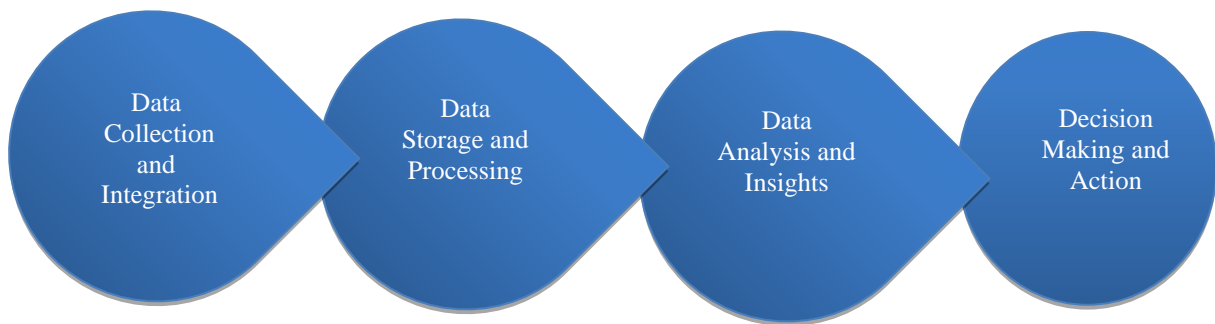 Data
Collection
and
Integration
Data
Storage and
Processing
Data
Analysis and
Insights
Decision
Making and
Action